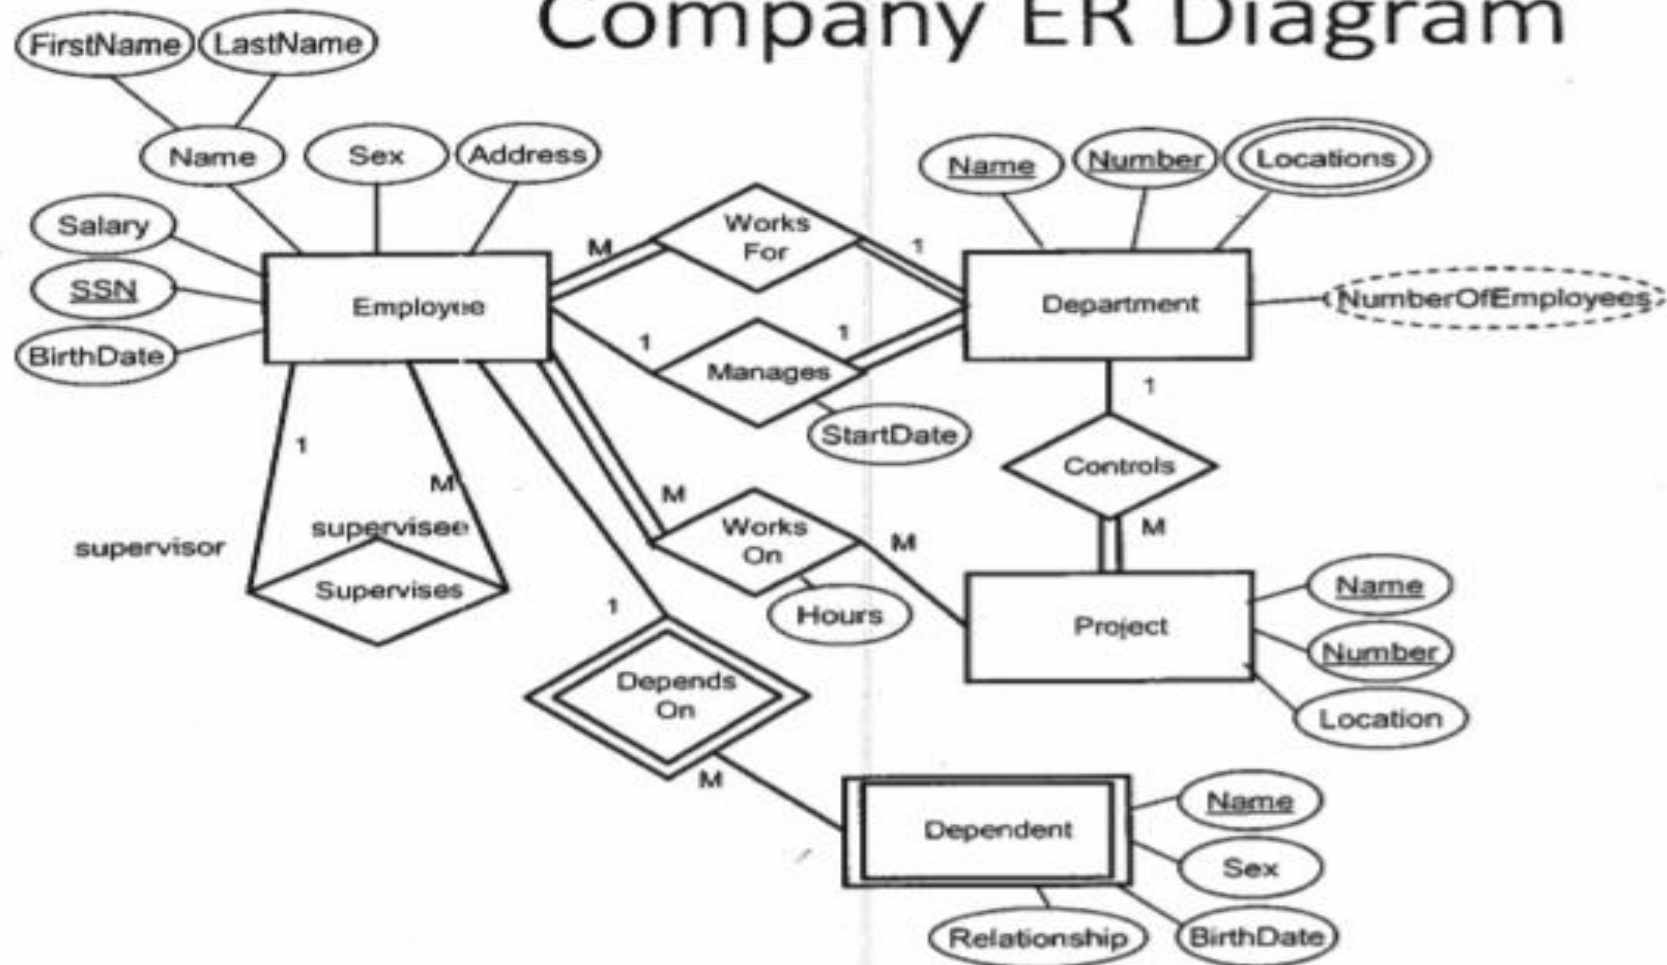 Company ER Diagram
FirstName
LastName
Name
Sex
Address
Salary
SSN
BirthDate
Employee
Works
For
M
1
Name
Number
Locations
Department
NumberOfEmployees
1
1
Manages
StartDate
1
Controls
M
1
M
supervisor
supervisee
Supervises
M
Works
On
M
Hours
Project
Name
Number
Location
1
Depends
On
M
Dependent
Name
Sex
BirthDate
Relationship